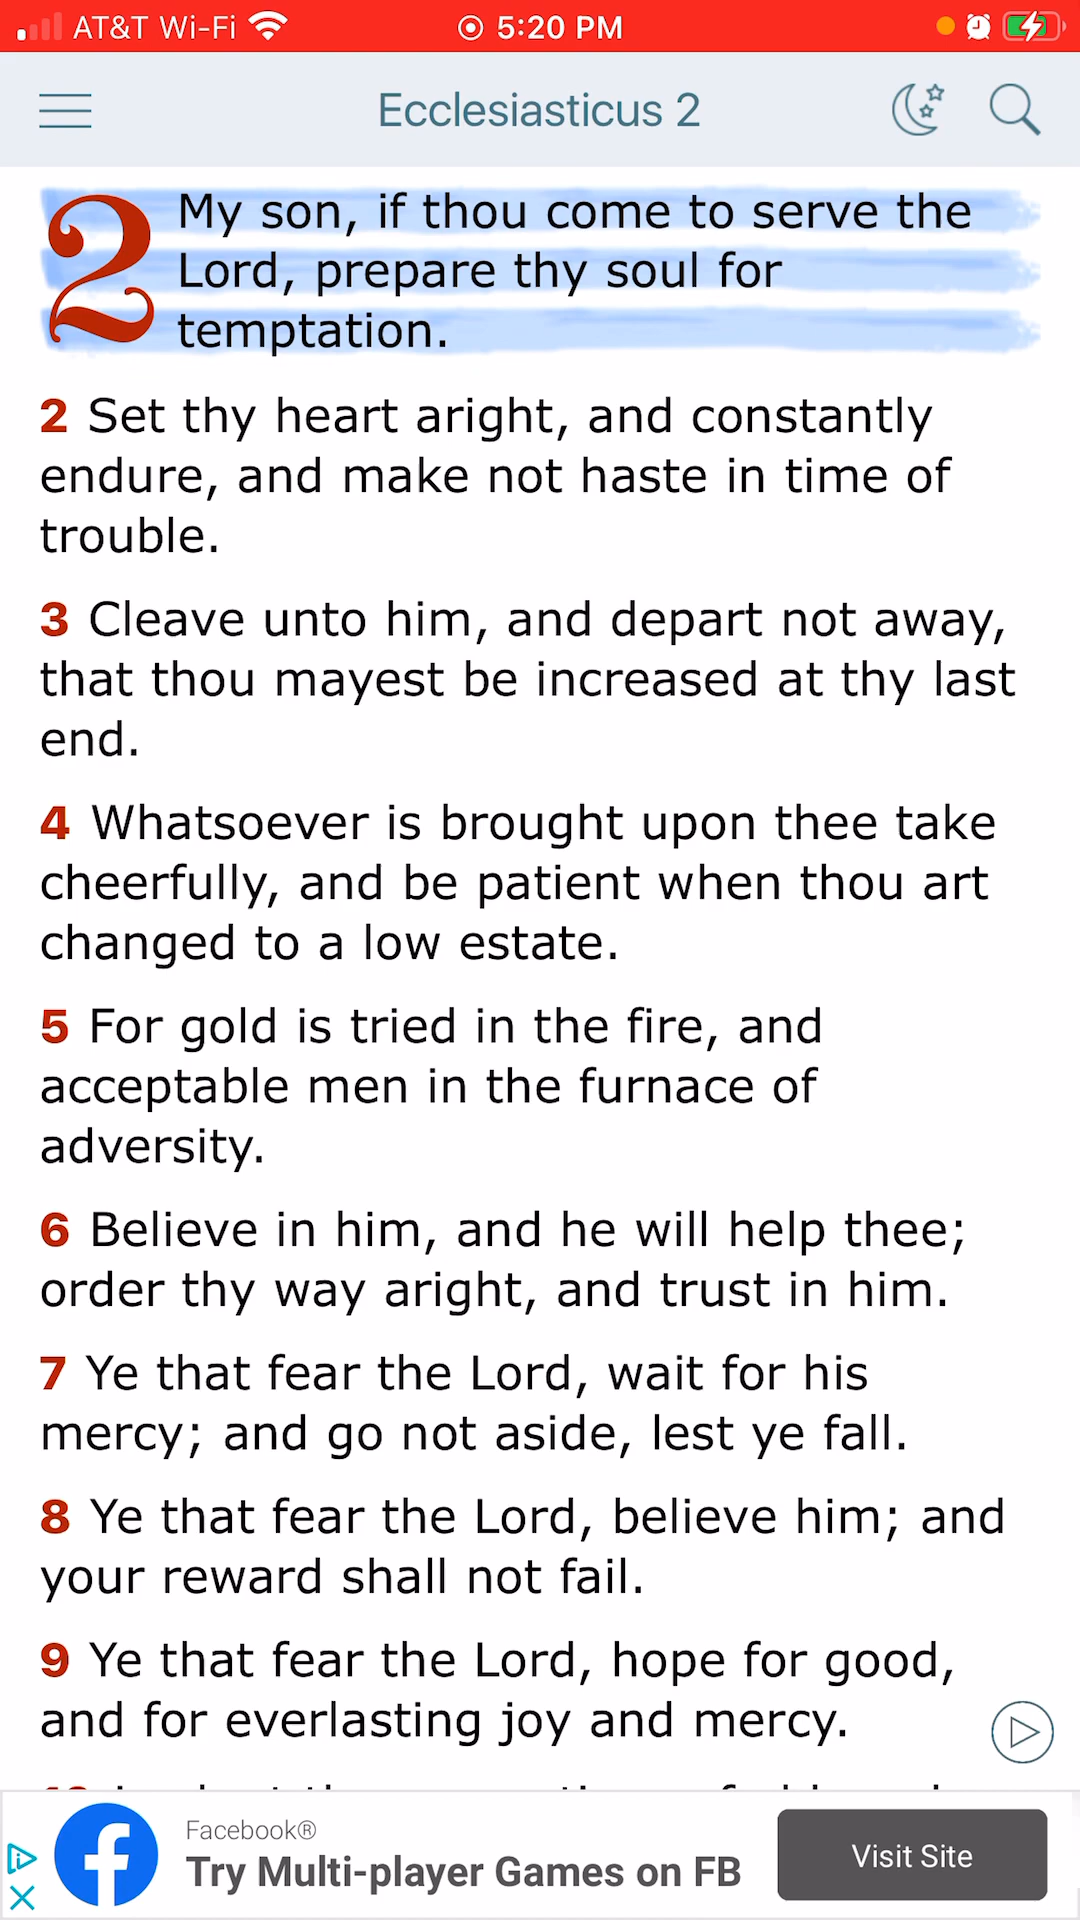 AT&T Wi-Fi 5:20 PM
Ecclesiasticus 2
2 My son, if thou come to serve the
Lord, prepare thy soul for
temptation.
2 Set thy heart aright, and constantly
endure, and make not haste in time of
trouble.
3 Cleave unto him, and depart not away,
that thou mayest be increased at thy last
end.
4 Whatsoever is brought upon thee take
cheerfully, and be patient when thou art
changed to a low estate.
5 For gold is tried in the fire, and
acceptable men in the furnace of
adversity.
6 Believe in him, and he will help thee;
order thy way aright, and trust in him.
7 Ye that fear the Lord, wait for his
mercy; and go not aside, lest ye fall.
8 Ye that fear the Lord, believe him; and
your reward shall not fail.
9 Ye that fear the Lord, hope for good,
and for everlasting joy and mercy.
Facebook®
Try Multi-player Games on FB
Visit Site